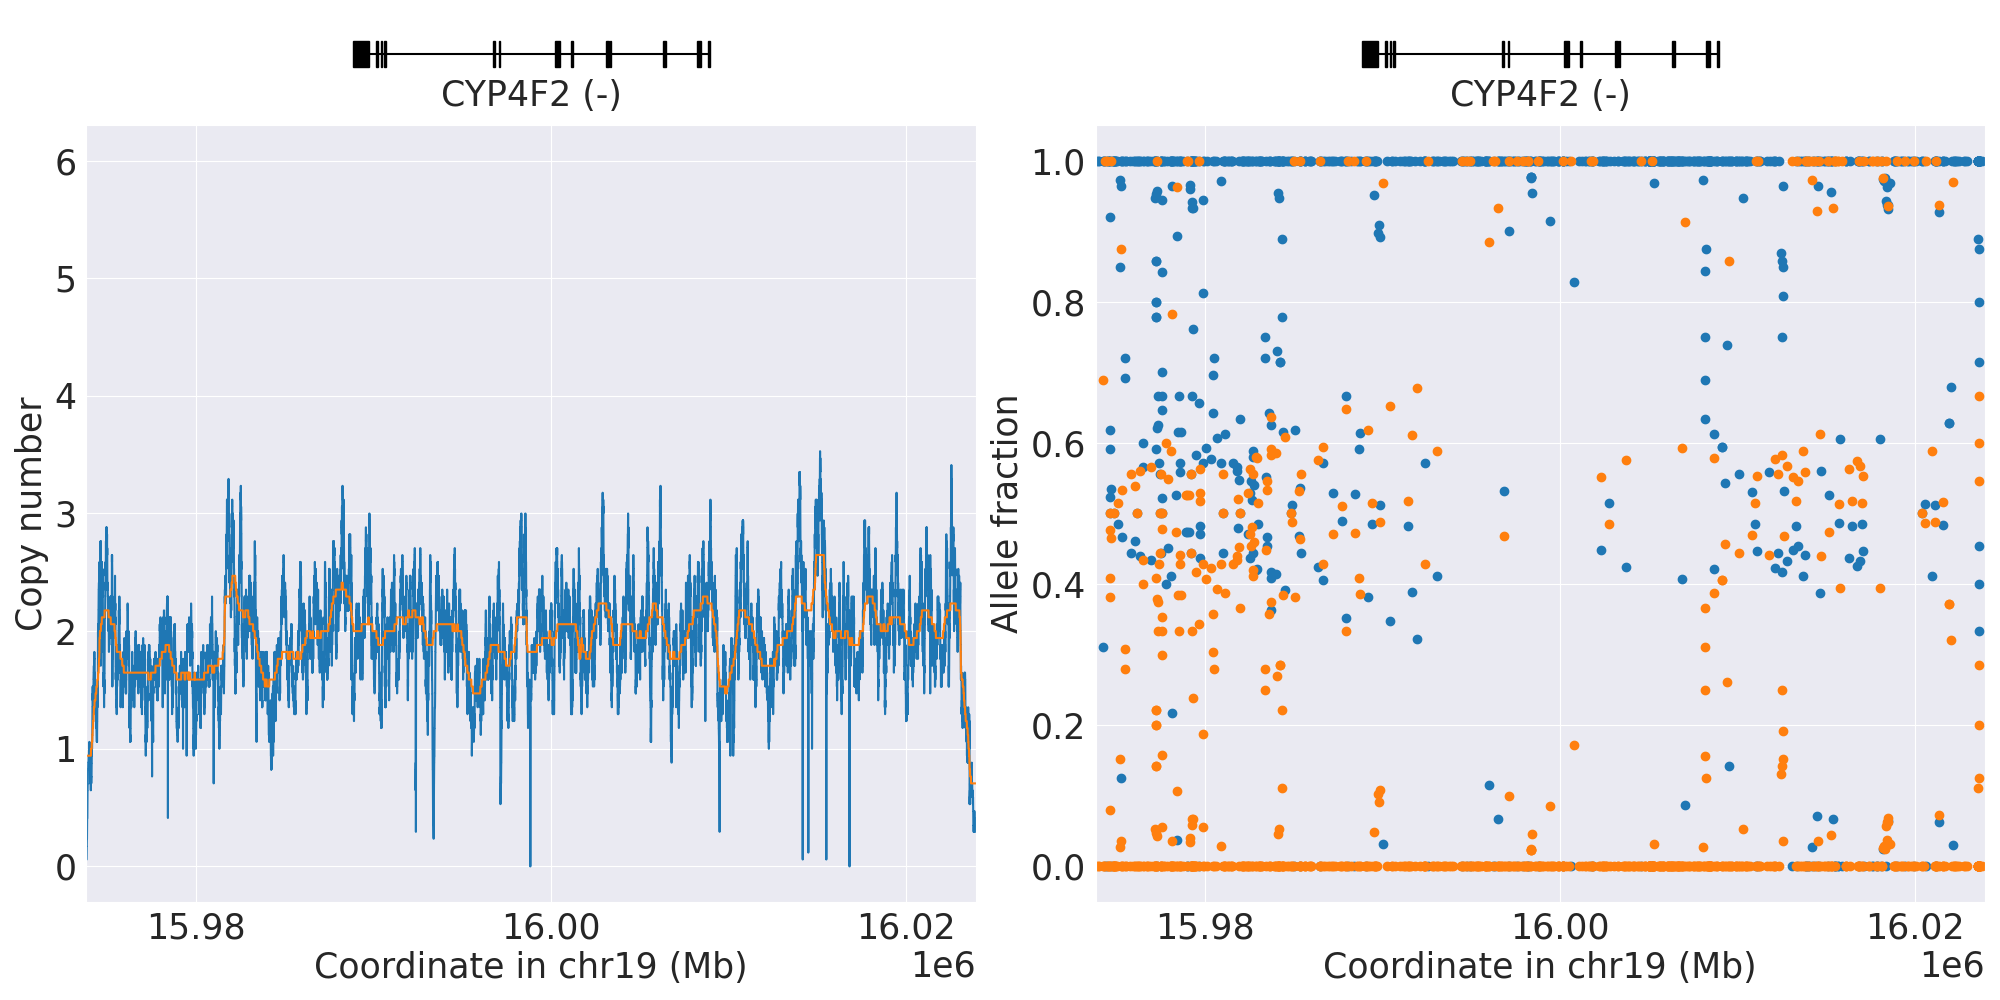 CYP4F2 (-)
Copy number
6
5
4
3
2
1
0
15.98
16.00
16.02
1e6
Coordinate in chr19 (Mb)
CYP4F2 (-)
Allele fraction
1.0
0.8
0.6
0.4
0.2
0.0
15.98
16.00
16.02
1e6
Coordinate in chr19 (Mb)